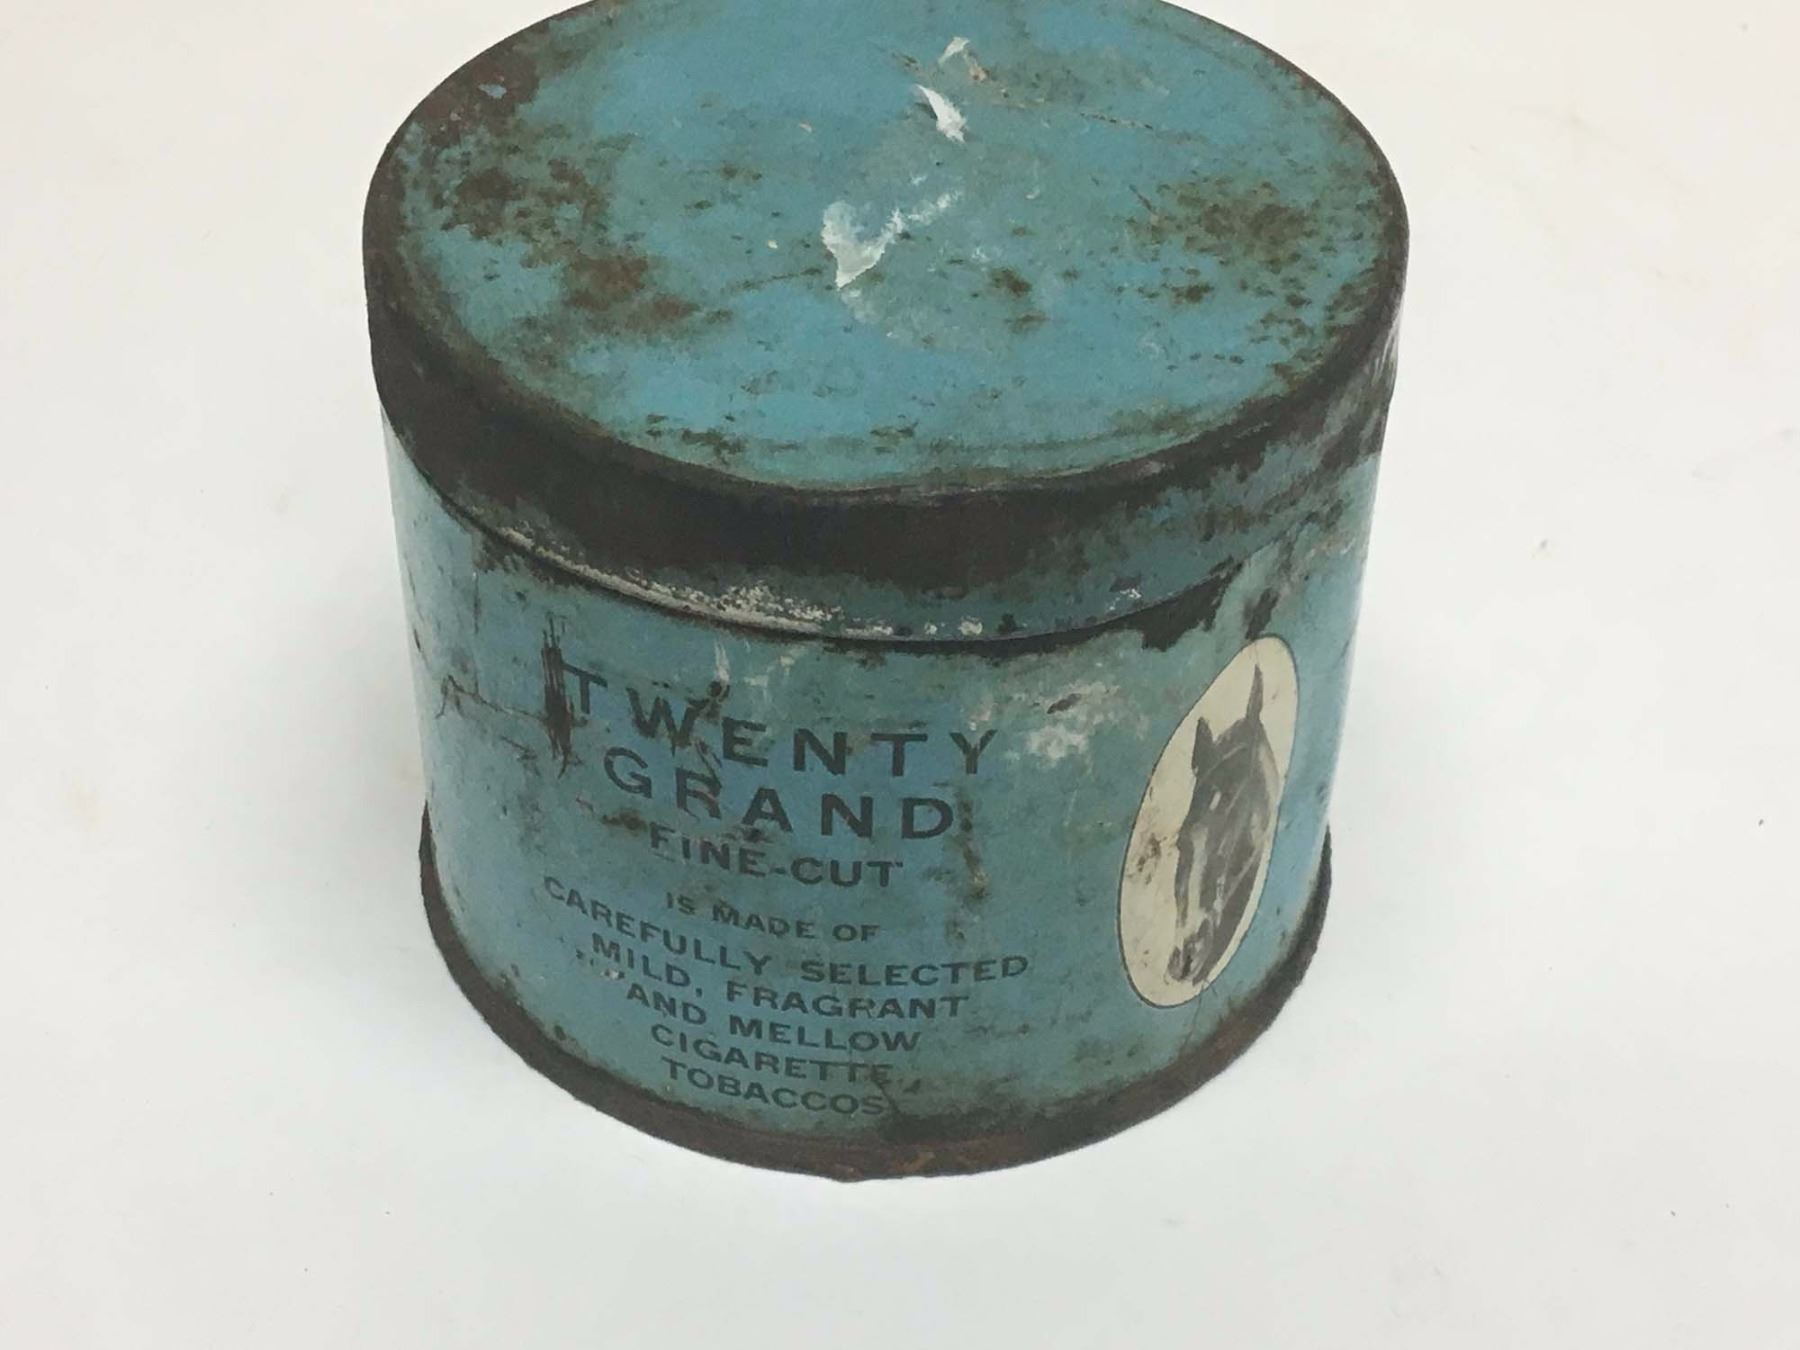 TWENTY
GRAND
FINE-CUT
IS MADE OF
CAREFULLY SELECTED
MILD, FRAGRANT
AND MELLOW
CIGARETTE
TOBACCOS